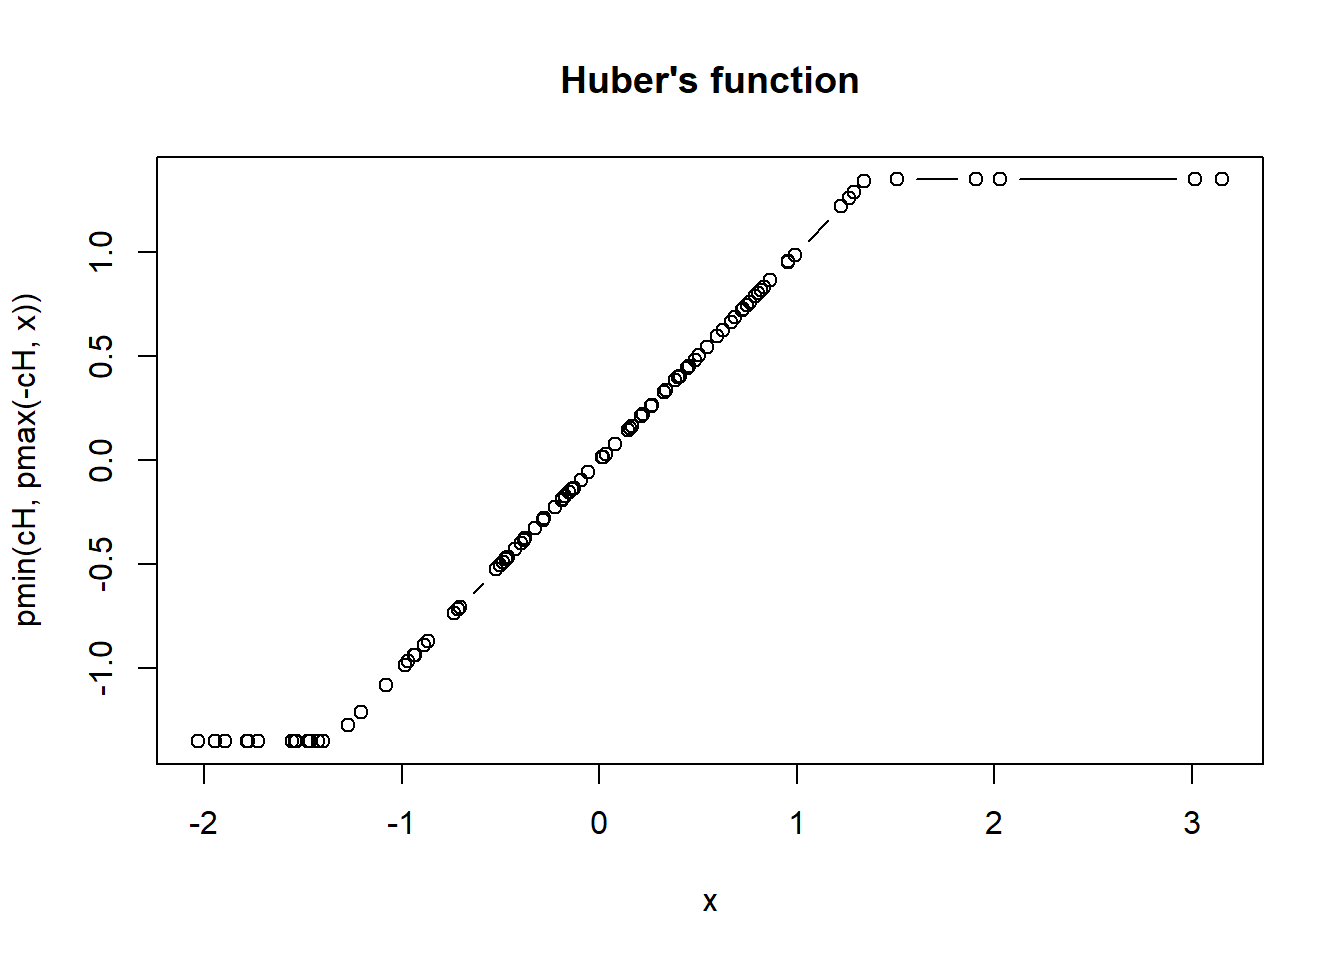 Huber's function
pmin(cH, pmax(-cH, x))
1.0
0.5
0.0
-0.5
-1.0
-2 -1 0 1 2 3
x